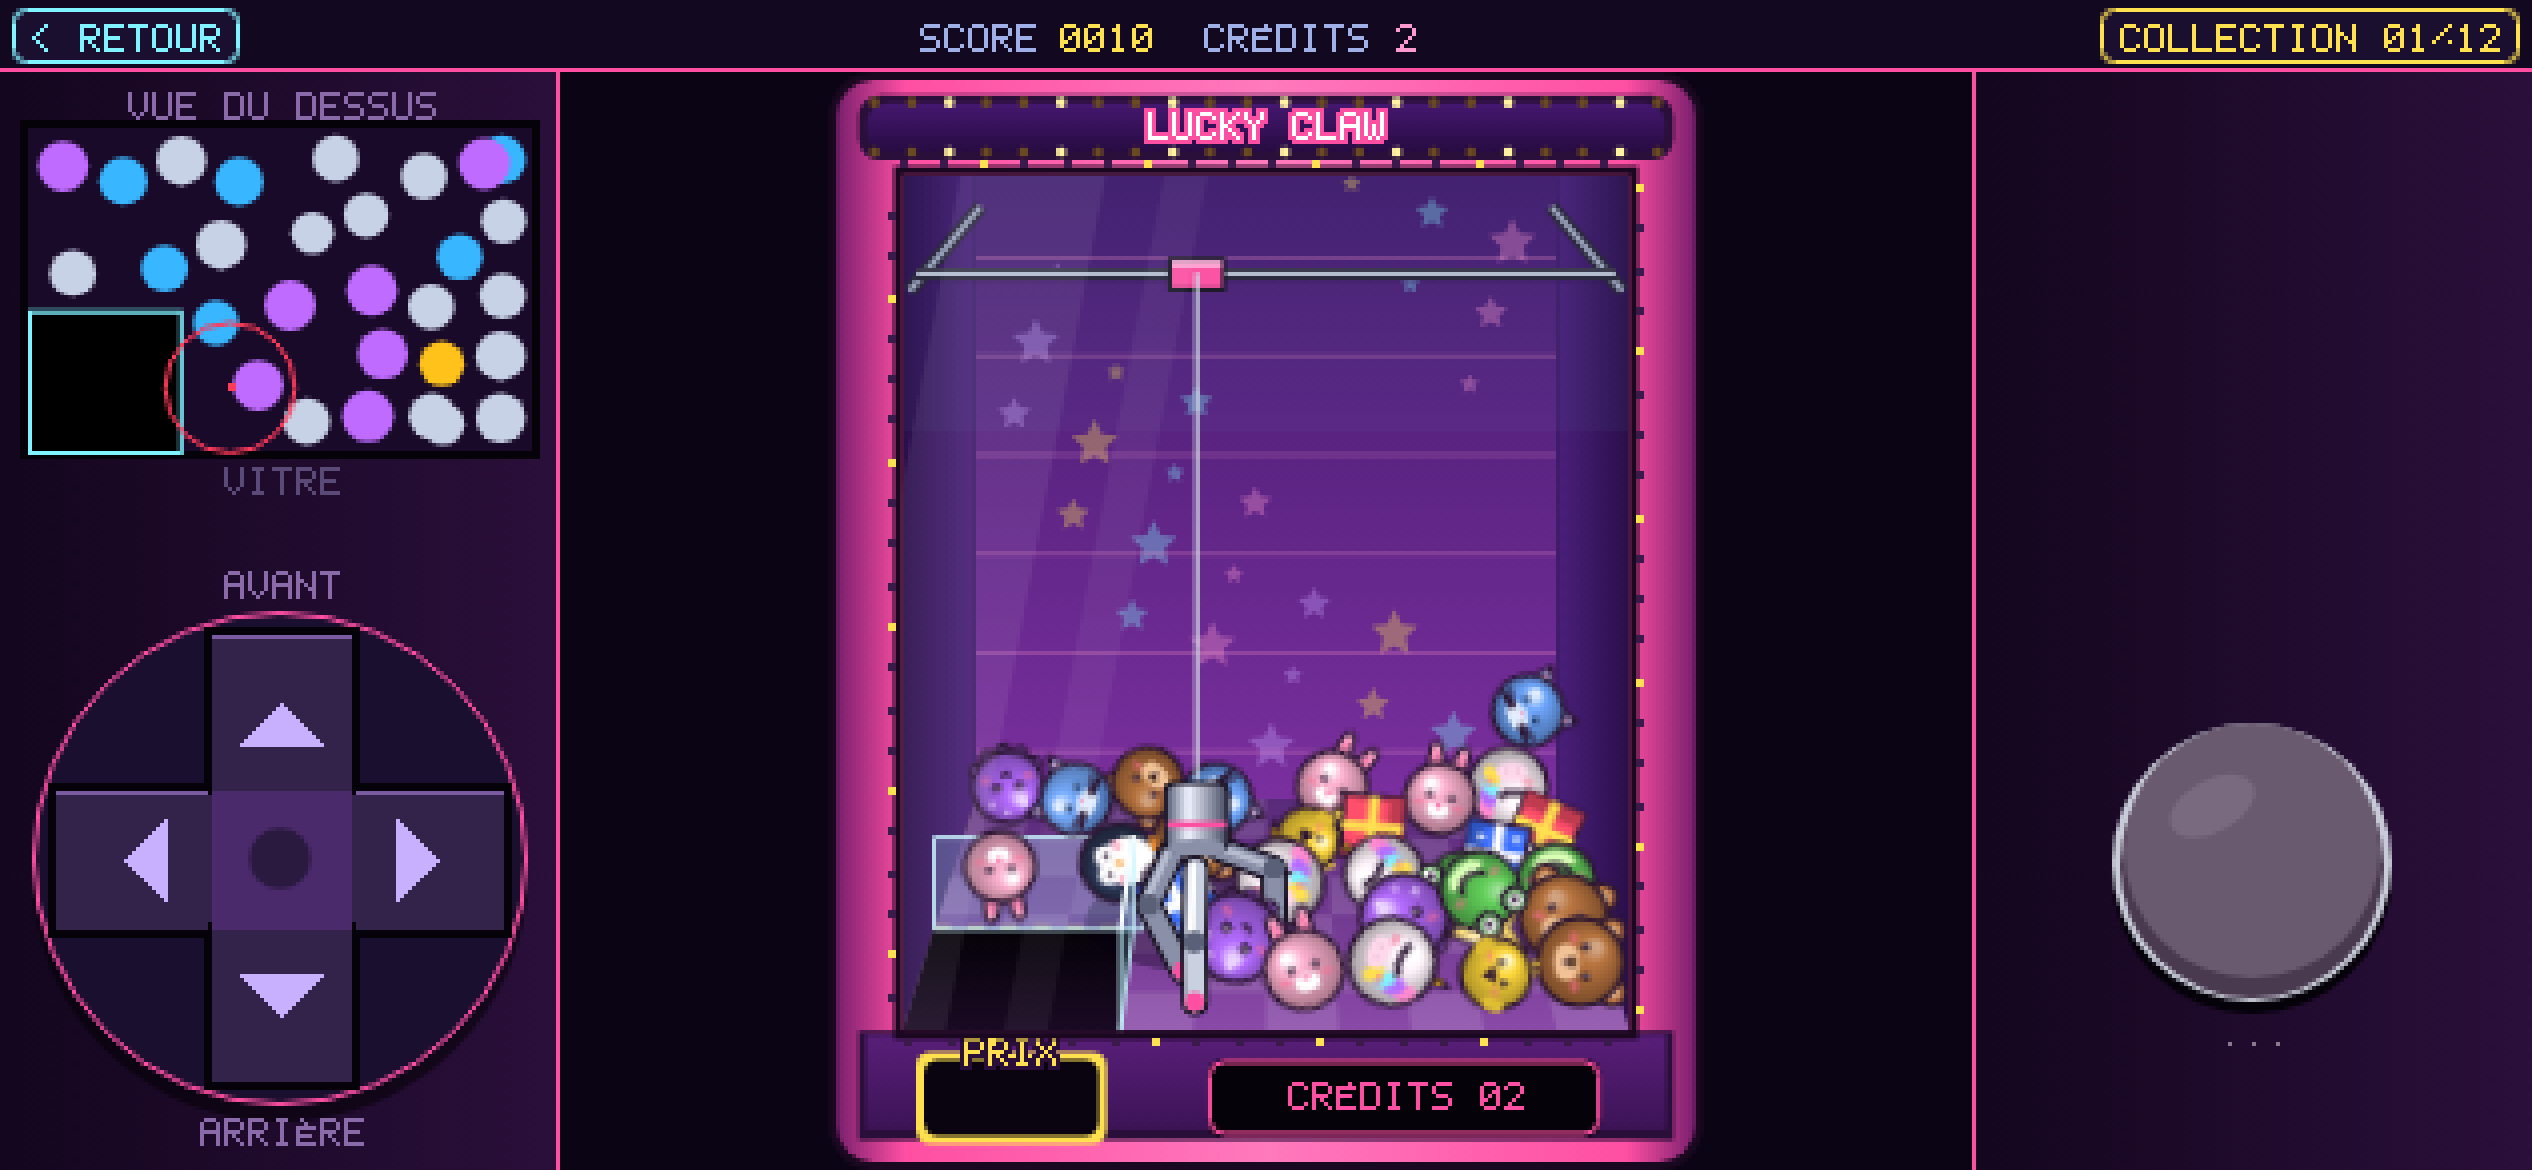 < RETOUR
SCORE 0010 CRÉDITS 2
COLLECTION 01/12
VUE DU DESSUS
LUCKY CLAW
VITRE
AVANT
ARRIÈRE
...
PRIX
CRÉDITS 02